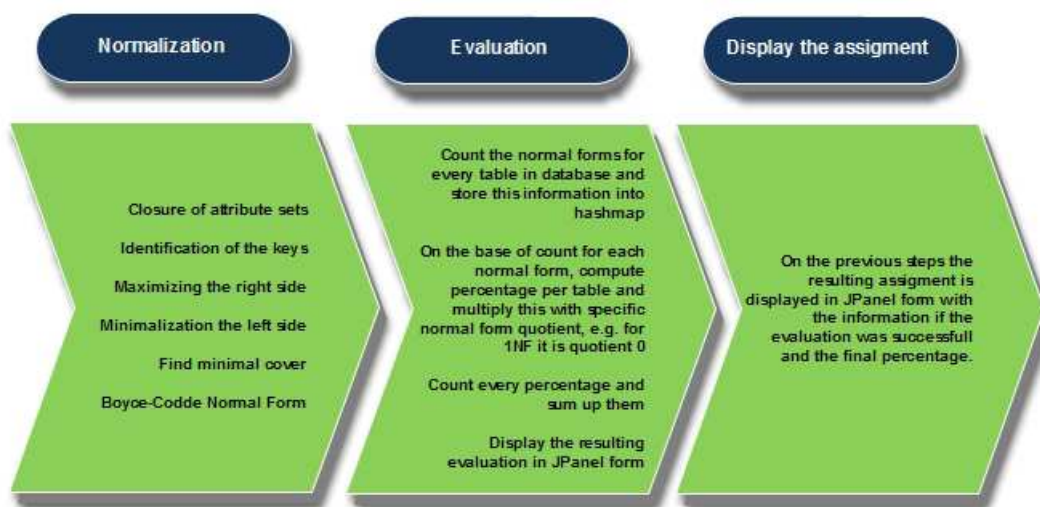 Normalization
Evaluation
Display the assigment
Closure of attribute sets
Identification of the keys
Maximizing the right side
Minimalization the left side
Find minimal cover
Boyce-Codde Normal Form
Count the normal forms for
every table in database and
store this information into
hashmap
On the base of count for each
normal form, compute
percentage per table and
multiply this with specific
normal form quotient, e.g. for
1NF it is quotient 0
Count every percentage and
sum up them
Display the resulting
evaluation in JPanel form
On the previous steps the
resulting assigment is
displayed in JPanel form with
the information if the
evaluation was successfull
and the final percentage.